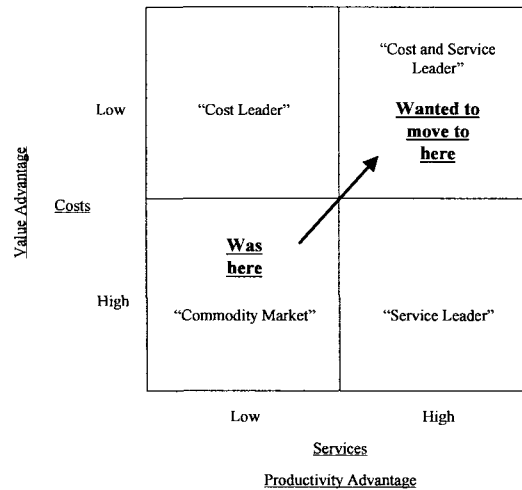 “Cost and Service
Leader”
Low
“Cost Leader”
Wanted to
move to
here
Value Advantage
Costs
Was
here
High
“Commodity Market”
“Service Leader”
Low
High
Services
Productivity Advantage